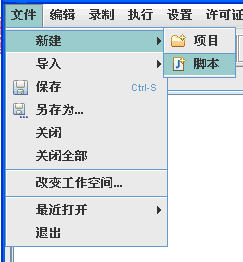 文件 编辑 录制 执行 设置 许可证
新建
项目
脚本
导入
保存 Ctrl-S
另存为...
关闭
关闭全部
改变工作空间...
最近打开
退出